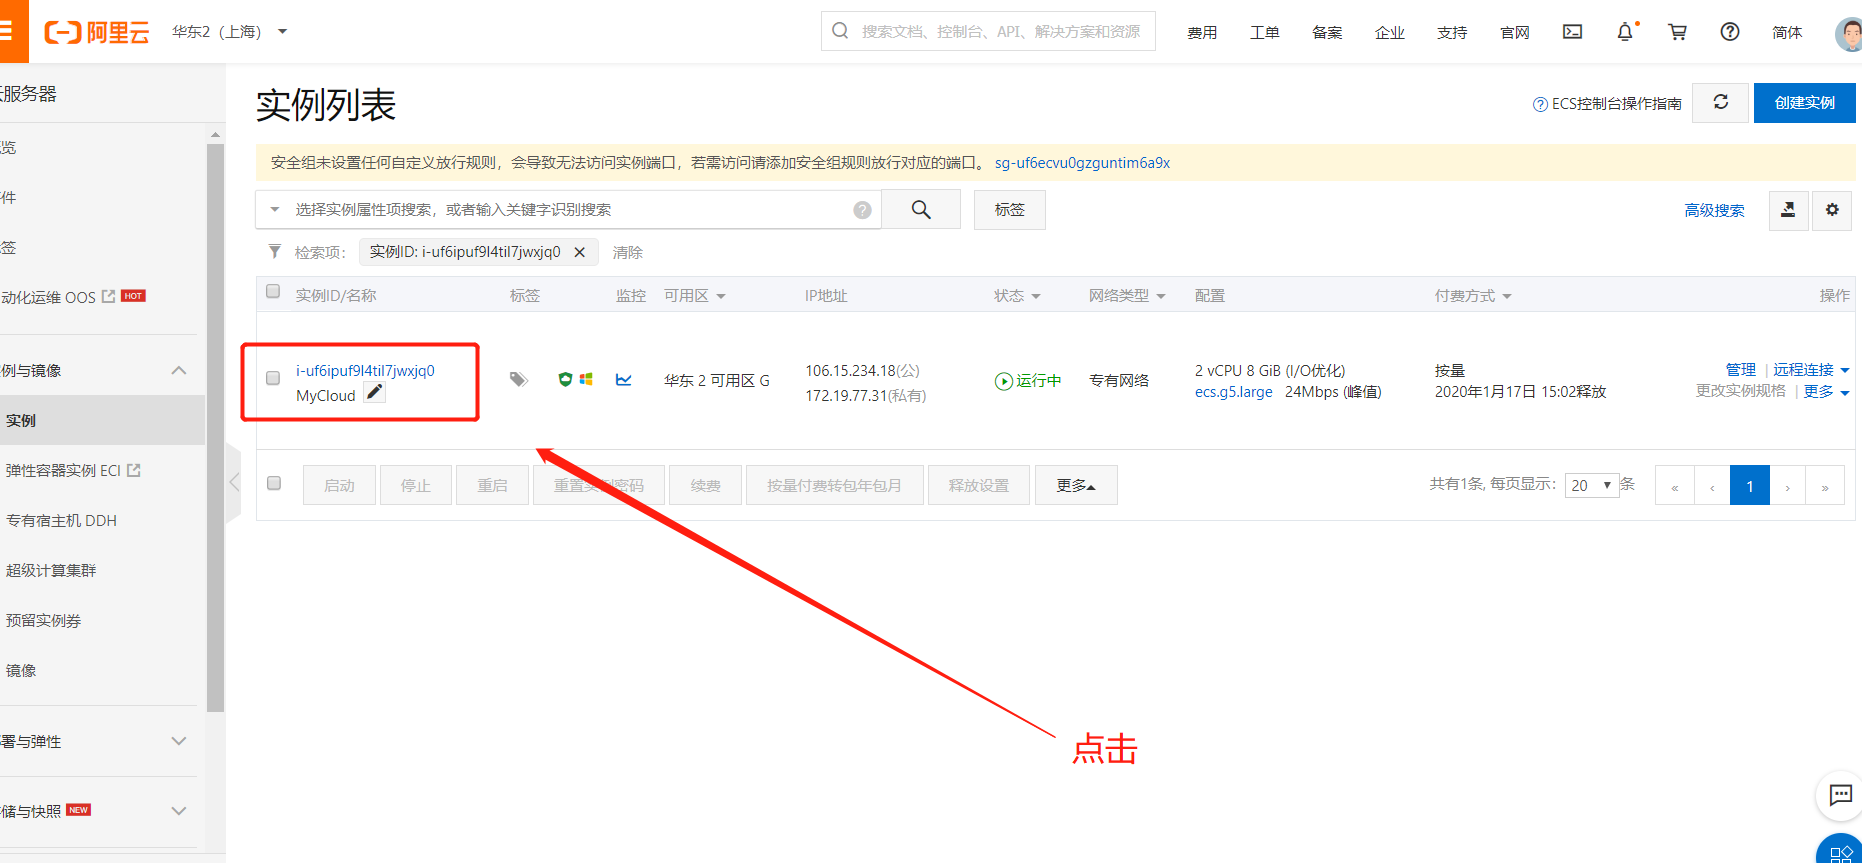 阿里云
华东2（上海）
搜索文档、控制台、API、解决方案和资源
费用 工单 备案 企业 支持 官网 简体
服务器
览
件
签
动化运维 OOS HOT
例与镜像
实例
弹性容器实例 ECI
专有宿主机 DDH
超级计算集群
预留实例券
镜像
署与弹性
储与快照 NEW
实例列表
ECS控制台操作指南
创建实例
安全组未设置任何自定义放行规则，会导致无法访问实例端口，若需访问请添加安全组规则放行对应的端口。 sg-uf6ecvu0gzguntim6a9x
选择实例属性项搜索，或者输入关键字识别搜索
标签
高级搜索
检索项： 实例ID: i-uf6ipuf9l4til7jwxjq0 清除
实例ID/名称 标签 监控 可用区 IP地址 状态 网络类型 配置 付费方式 操作
i-uf6ipuf9l4til7jwxjq0
MyCloud
华东 2 可用区 G
106.15.234.18(公)
172.19.77.31(私有)
运行中
专有网络
2 vCPU 8 GiB (I/O优化)
ecs.g5.large 24Mbps (峰值)
按量
2020年1月17日 15:02释放
管理 | 远程连接
更改实例规格 | 更多
启动 停止 重启 重置实例密码 续费 按量付费转包年包月 释放设置 更多
共有1条, 每页显示： 20 条
« ‹ 1 › »
点击